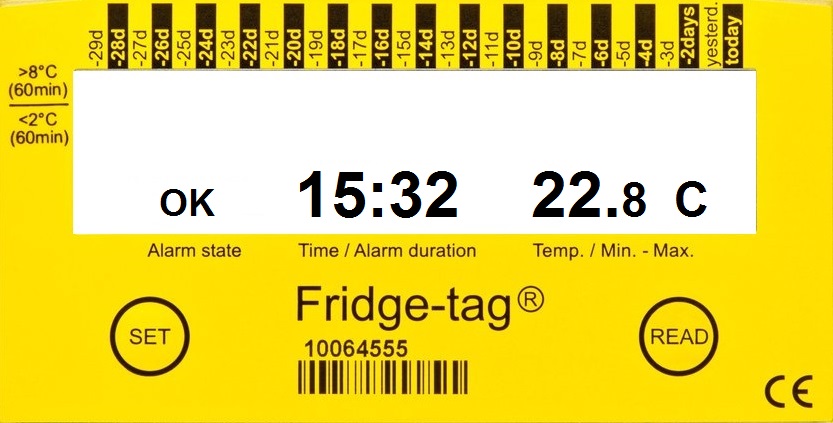 -29d -28d -27d -26d -25d -24d -23d -22d -21d -20d -19d -18d -17d -16d -15d -14d -13d -12d -11d -10d -9d -8d -7d -6d -5d -4d -3d -2days yesterd. today
>8°C
(60min)
<2°C
(60min)
OK 15:32 22.8 C
Alarm state Time / Alarm duration Temp. / Min. - Max.
Fridge-tag®
SET READ
10064555
CE